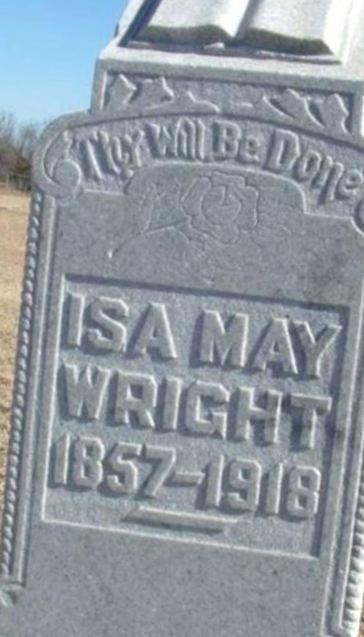 Thy Will Be Done
ISA MAY
WRIGHT
1857-1918